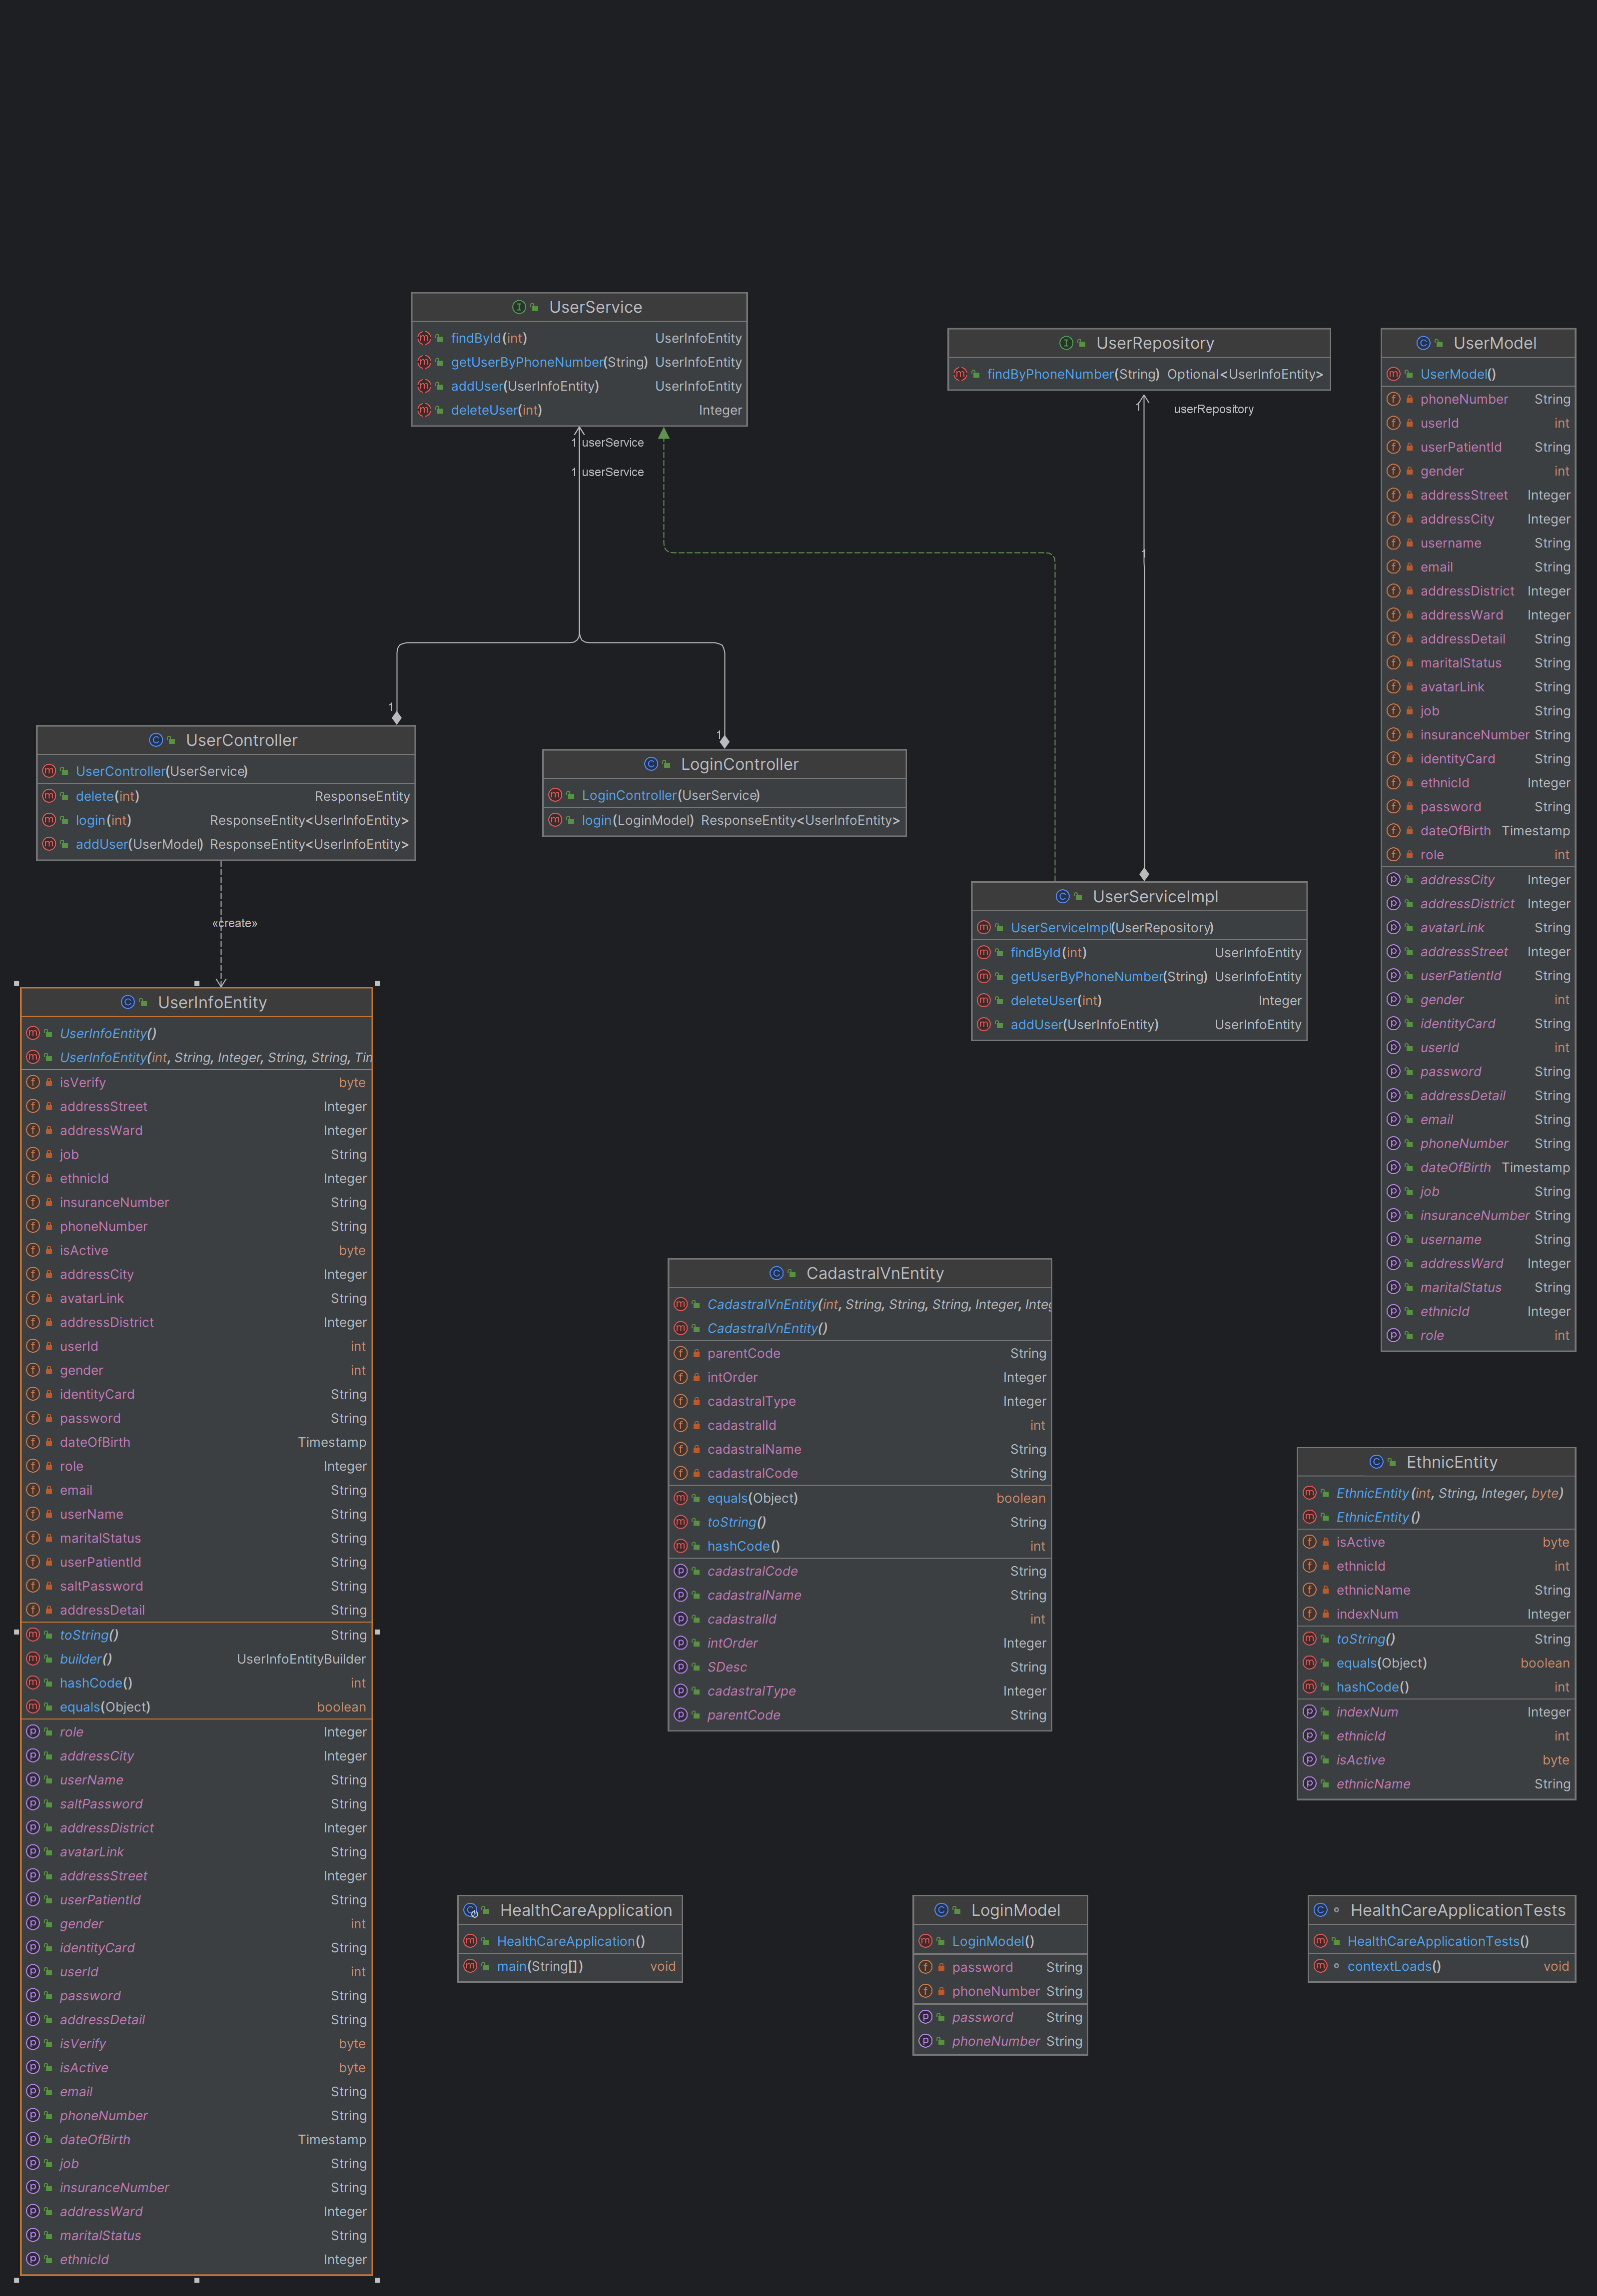 UserService
findById(int) UserInfoEntity
getUserByPhoneNumber(String) UserInfoEntity
addUser(UserInfoEntity) UserInfoEntity
deleteUser(int) Integer
1 userService
1 userService
UserRepository
findByPhoneNumber(String) Optional<UserInfoEntity>
1 userRepository
1
UserModel
UserModel()
phoneNumber String
userId int
userPatientId String
gender int
addressStreet Integer
addressCity Integer
username String
email String
addressDistrict Integer
addressWard Integer
addressDetail String
maritalStatus String
avatarLink String
job String
insuranceNumber String
identityCard String
ethnicId Integer
password String
dateOfBirth Timestamp
role int
addressCity Integer
addressDistrict Integer
avatarLink String
addressStreet Integer
userPatientId String
gender int
identityCard String
userId int
password String
addressDetail String
email String
phoneNumber String
dateOfBirth Timestamp
job String
insuranceNumber String
username String
addressWard Integer
maritalStatus String
ethnicId Integer
role int
1
UserController
UserController(UserService)
delete(int) ResponseEntity
login(int) ResponseEntity<UserInfoEntity>
addUser(UserModel) ResponseEntity<UserInfoEntity>
1
LoginController
LoginController(UserService)
login(LoginModel) ResponseEntity<UserInfoEntity>
UserServiceImpl
UserServiceImpl(UserRepository)
findById(int) UserInfoEntity
getUserByPhoneNumber(String) UserInfoEntity
deleteUser(int) Integer
addUser(UserInfoEntity) UserInfoEntity
«create»
UserInfoEntity
UserInfoEntity()
UserInfoEntity(int, String, Integer, String, String, Tin
isVerify byte
addressStreet Integer
addressWard Integer
job String
ethnicId Integer
insuranceNumber String
phoneNumber String
isActive byte
addressCity Integer
avatarLink String
addressDistrict Integer
userId int
gender int
identityCard String
password String
dateOfBirth Timestamp
role Integer
email String
userName String
maritalStatus String
userPatientId String
saltPassword String
addressDetail String
toString() String
builder() UserInfoEntityBuilder
hashCode() int
equals(Object) boolean
role Integer
addressCity Integer
userName String
saltPassword String
addressDistrict Integer
avatarLink String
addressStreet Integer
userPatientId String
gender int
identityCard String
userId int
password String
addressDetail String
isVerify byte
isActive byte
email String
phoneNumber String
dateOfBirth Timestamp
job String
insuranceNumber String
addressWard Integer
maritalStatus String
ethnicId Integer
CadastralVnEntity
CadastralVnEntity(int, String, String, String, Integer, Integ
CadastralVnEntity()
parentCode String
intOrder Integer
cadastralType Integer
cadastralId int
cadastralName String
cadastralCode String
equals(Object) boolean
toString() String
hashCode() int
cadastralCode String
cadastralName String
cadastralId int
intOrder Integer
SDesc String
cadastralType Integer
parentCode String
EthnicEntity
EthnicEntity(int, String, Integer, byte)
EthnicEntity()
isActive byte
ethnicId int
ethnicName String
indexNum Integer
toString() String
equals(Object) boolean
hashCode() int
indexNum Integer
ethnicId int
isActive byte
ethnicName String
HealthCareApplication
HealthCareApplication()
main(String[]) void
LoginModel
LoginModel()
password String
phoneNumber String
password String
phoneNumber String
HealthCareApplicationTests
HealthCareApplicationTests()
contextLoads() void